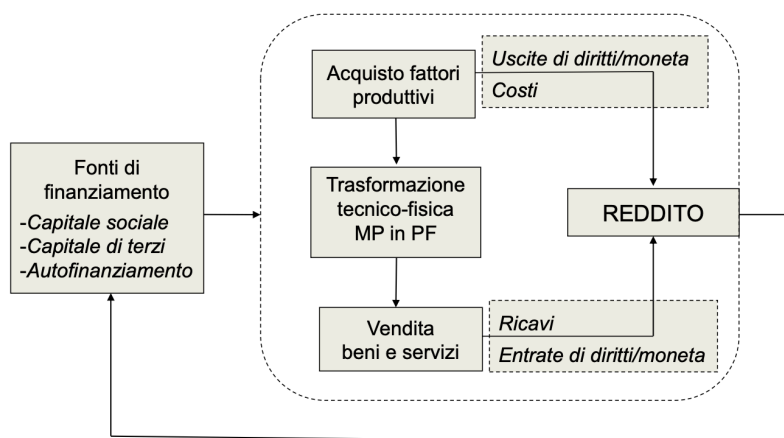 Fonti di
finanziamento
-Capitale sociale
-Capitale di terzi
-Autofinanziamento
Acquisto fattori
produttivi
Uscite di diritti/moneta
Costi
Trasformazione
tecnico-fisica
MP in PF
REDDITO
Vendita
beni e servizi
Ricavi
Entrate di diritti/moneta